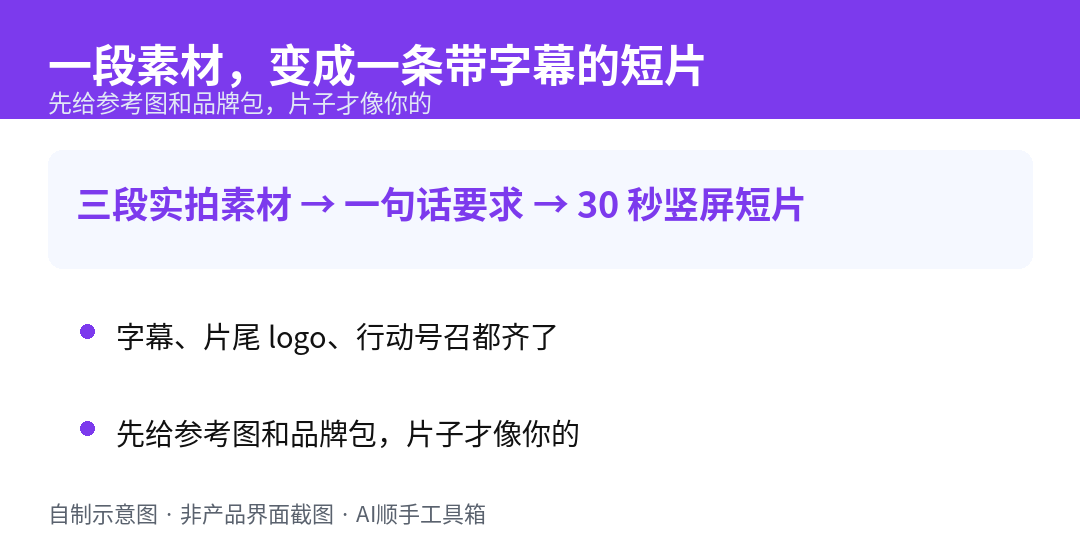 一段素材，变成一条带字幕的短片
先给参考图和品牌包，片子才像你的
三段实拍素材 → 一句话要求 → 30 秒竖屏短片
字幕、片尾 logo、行动号召都齐了
先给参考图和品牌包，片子才像你的
自制示意图 · 非产品界面截图 · AI顺手工具箱